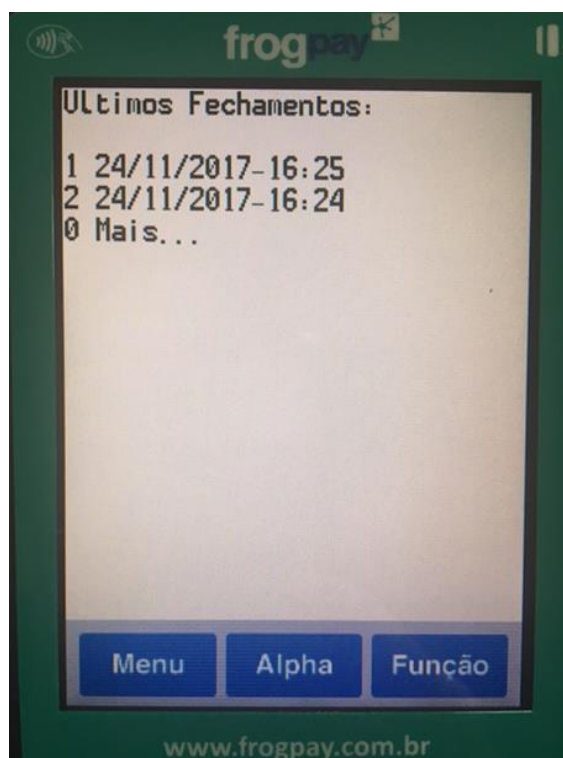 frogpay
Ultimos Fechamentos:
1 24/11/2017-16:25
2 24/11/2017-16:24
0 Mais...
Menu Alpha Função
www.frogpay.com.br